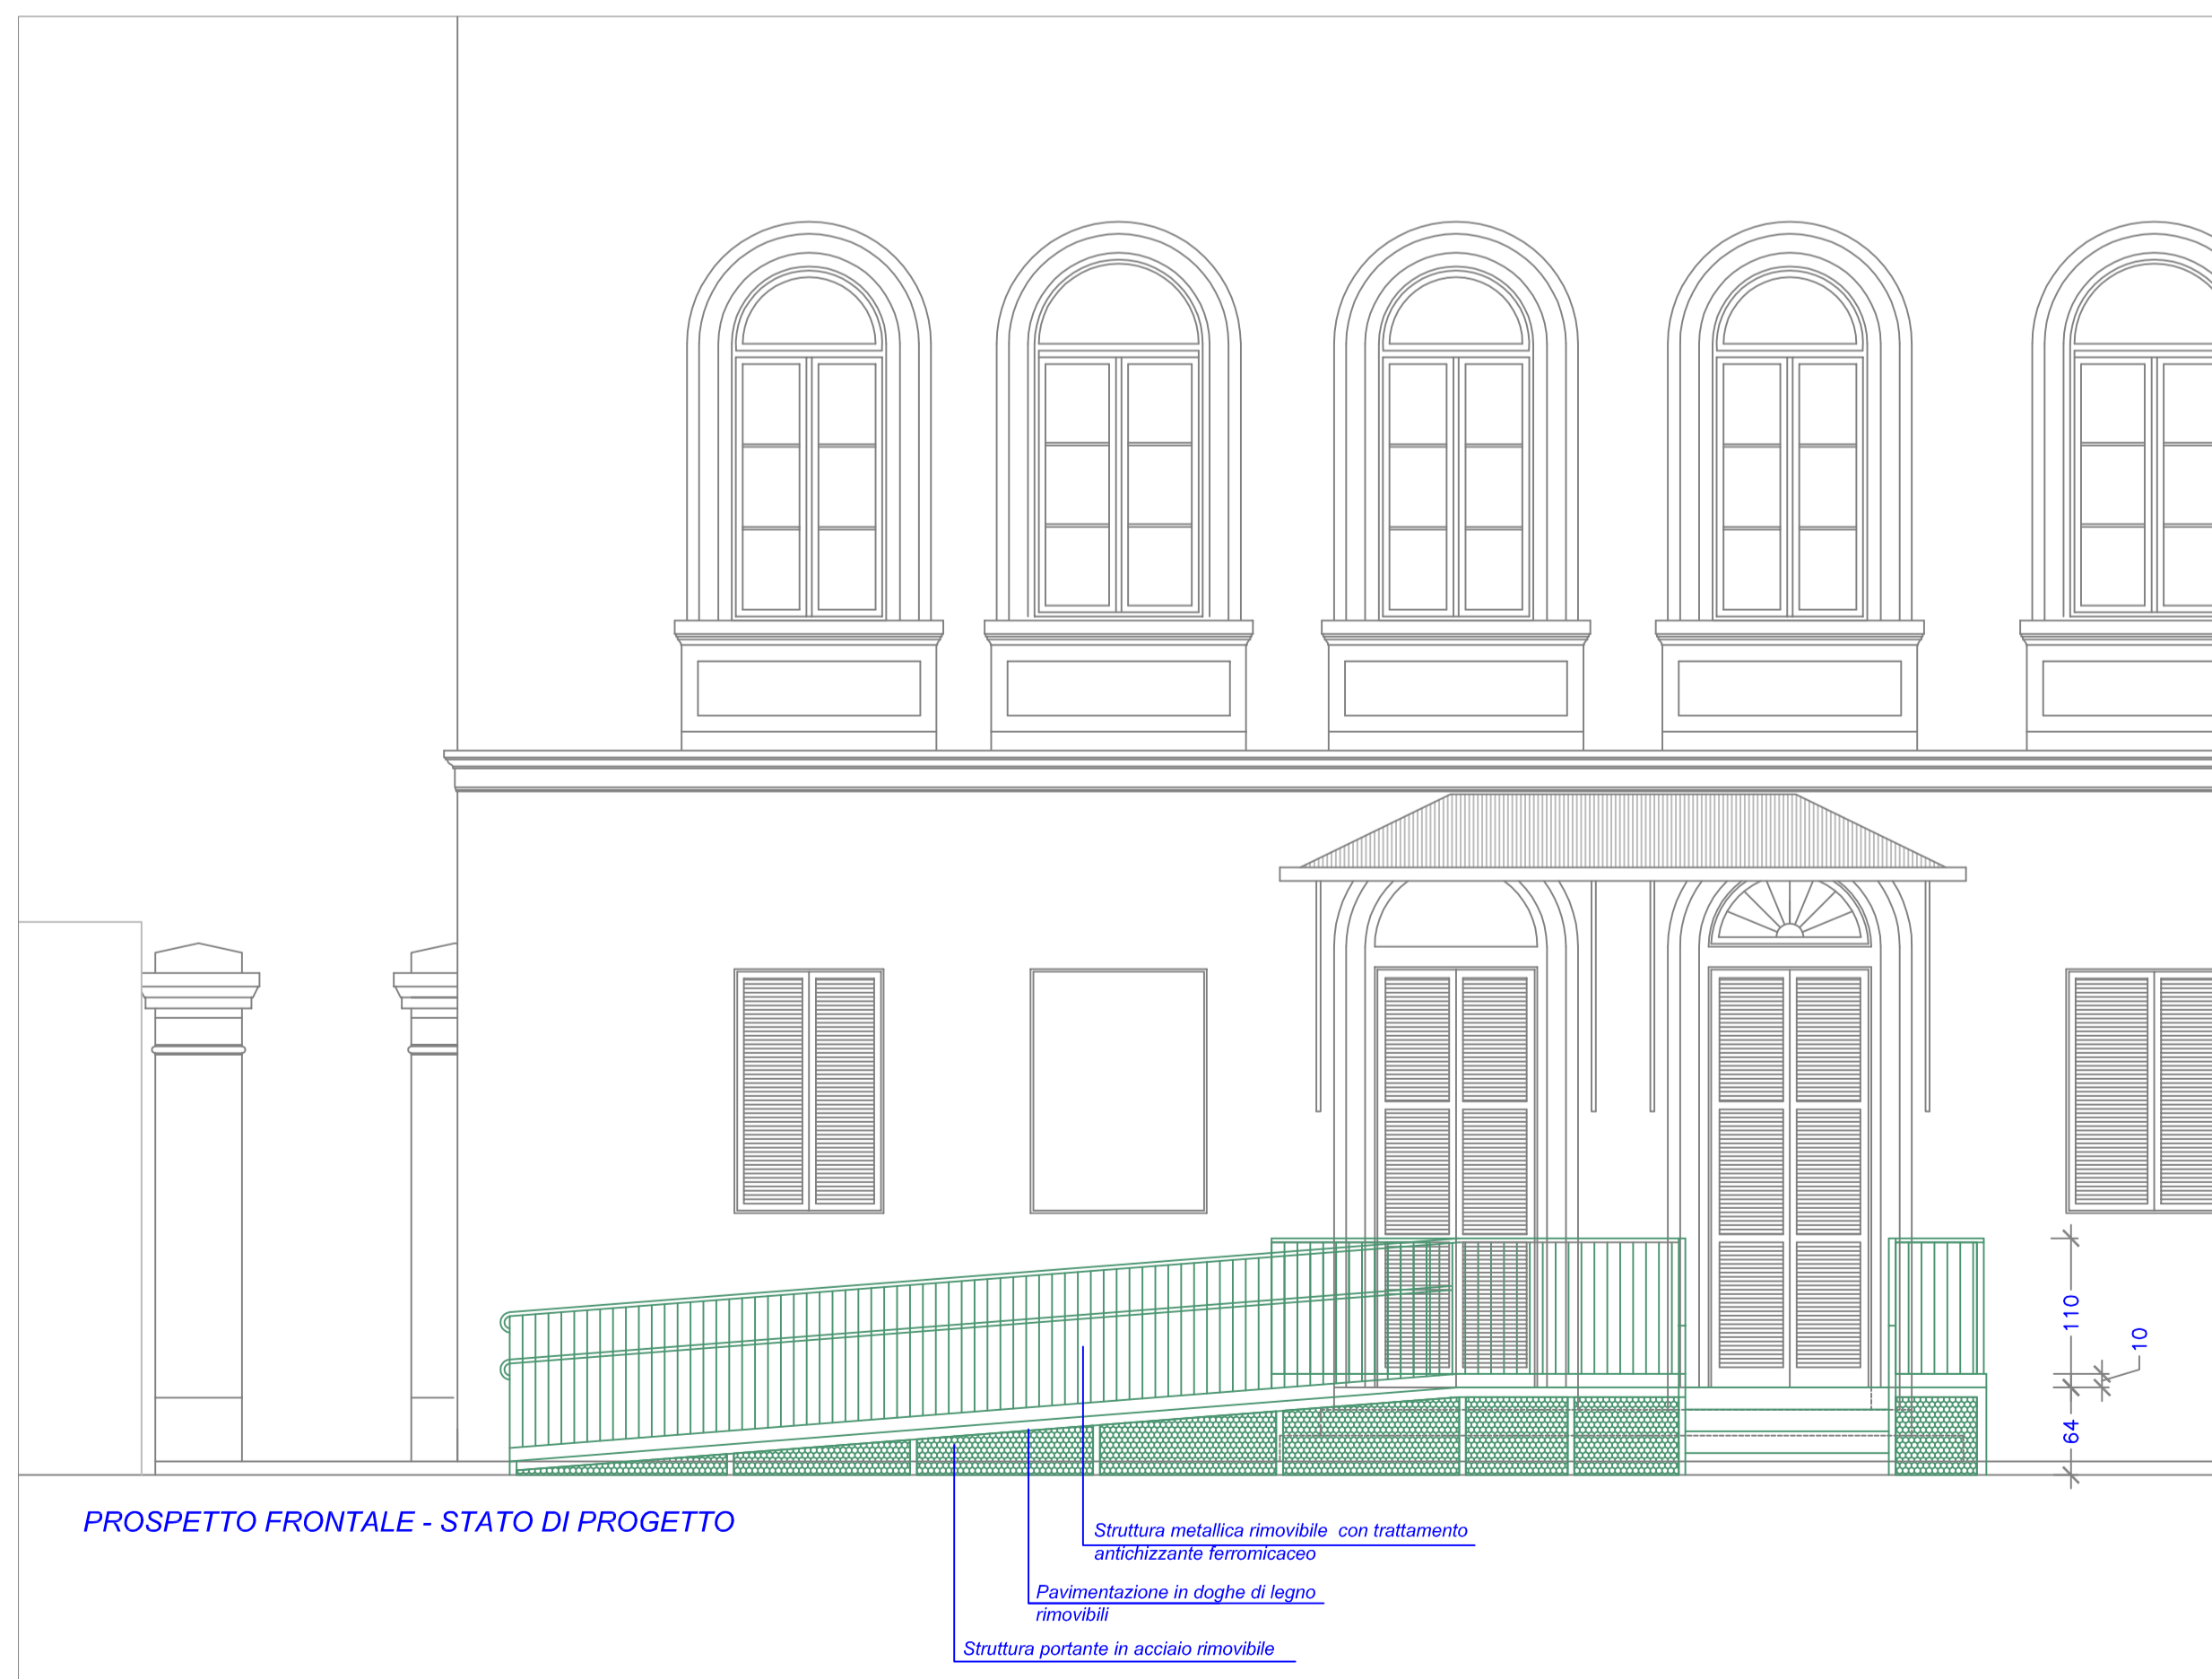 110
10
64
PROSPETTO FRONTALE - STATO DI PROGETTO
Struttura metallica rimovibile con trattamento
antichizzante ferromicaceo
Pavimentazione in doghe di legno
rimovibili
Struttura portante in acciaio rimovibile